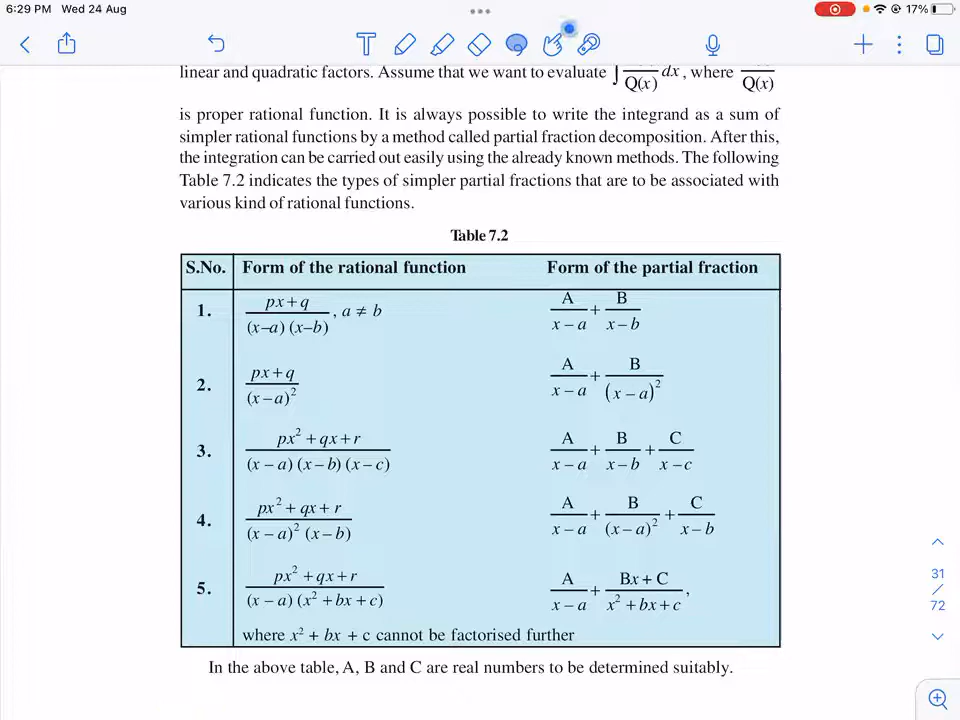 6:29 PM Wed 24 Aug
17%
T
linear and quadratic factors. Assume that we want to evaluate ∫ / Q(x) dx, where / Q(x)
is proper rational function. It is always possible to write the integrand as a sum of
simpler rational functions by a method called partial fraction decomposition. After this,
the integration can be carried out easily using the already known methods. The following
Table 7.2 indicates the types of simpler partial fractions that are to be associated with
various kind of rational functions.
Table 7.2
S.No. Form of the rational function Form of the partial fraction
1. px+q / (x–a) (x–b), a ≠ b A / x – a + B / x – b
2. px+q / (x–a)² A / x – a + B / (x – a)²
3. px² + qx + r / (x – a) (x – b) (x – c) A / x – a + B / x – b + C / x – c
4. px² + qx + r / (x – a)² (x – b) A / x – a + B / (x – a)² + C / x – b
5. px² + qx + r / (x – a) (x² + bx + c) A / x – a + Bx + C / x² + bx + c,
where x² + bx + c cannot be factorised further
In the above table, A, B and C are real numbers to be determined suitably.
31
/
72